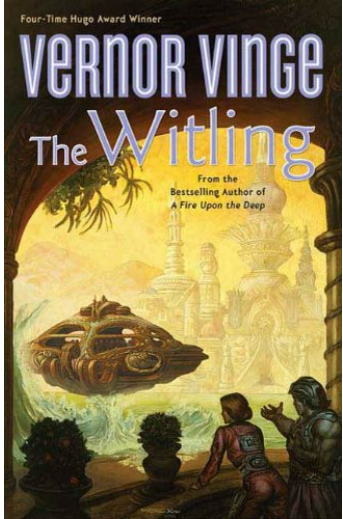 Four-Time Hugo Award Winner
VERNOR VINGE
The Witling
From the
Bestselling Author of
A Fire Upon the Deep